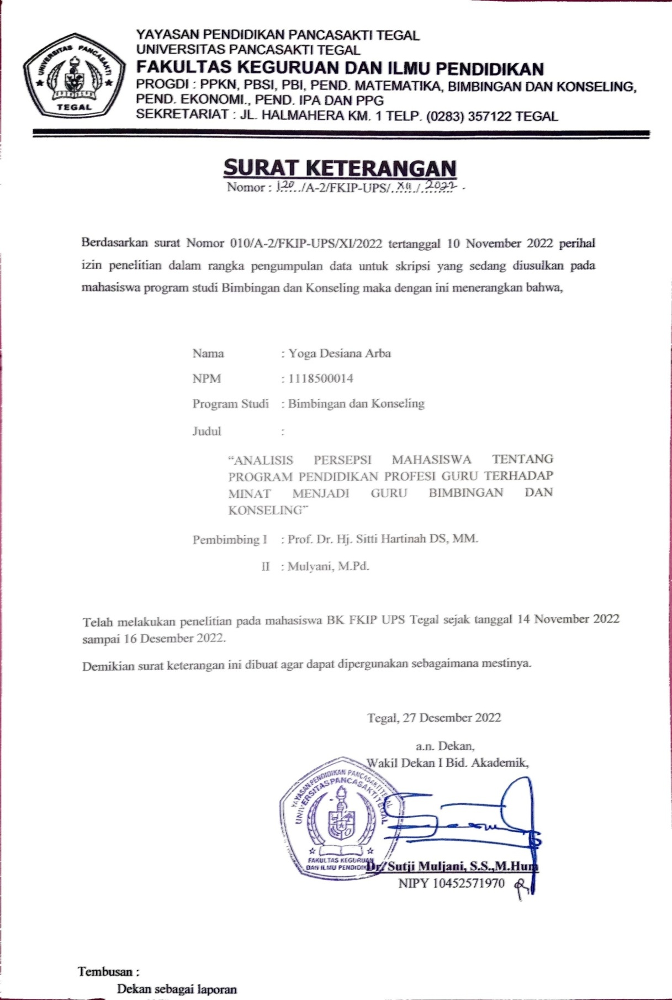 UNIVERSITAS PANCASAKTI
TEGAL
YAYASAN PENDIDIKAN PANCASAKTI TEGAL
UNIVERSITAS PANCASAKTI TEGAL
FAKULTAS KEGURUAN DAN ILMU PENDIDIKAN
PROGDI : PPKN, PBSI, PBI, PEND. MATEMATIKA, BIMBINGAN DAN KONSELING,
PEND. EKONOMI., PEND. IPA DAN PPG
SEKRETARIAT : JL. HALMAHERA KM. 1 TELP. (0283) 357122 TEGAL
SURAT KETERANGAN
Nomor : 120/A-2/FKIP-UPS/XII/2022
Berdasarkan surat Nomor 010/A-2/FKIP-UPS/XI/2022 tertanggal 10 November 2022 perihal
izin penelitian dalam rangka pengumpulan data untuk skripsi yang sedang diusulkan pada
mahasiswa program studi Bimbingan dan Konseling maka dengan ini menerangkan bahwa,
Nama : Yoga Desiana Arba
NPM : 1118500014
Program Studi : Bimbingan dan Konseling
Judul :
“ANALISIS PERSEPSI MAHASISWA TENTANG
PROGRAM PENDIDIKAN PROFESI GURU TERHADAP
MINAT MENJADI GURU BIMBINGAN DAN
KONSELING”
Pembimbing I : Prof. Dr. Hj. Sitti Hartinah DS, MM.
II : Mulyani, M.Pd.
Telah melakukan penelitian pada mahasiswa BK FKIP UPS Tegal sejak tanggal 14 November 2022
sampai 16 Desember 2022.
Demikian surat keterangan ini dibuat agar dapat dipergunakan sebagaimana mestinya.
Tegal, 27 Desember 2022
a.n. Dekan,
Wakil Dekan I Bid. Akademik,
YAYASAN PENDIDIKAN PANCASAKTI TEGAL
UNIVERSITAS PANCASAKTI TEGAL
FAKULTAS KEGURUAN
DAN ILMU PENDIDIKAN
Dr. Sutji Muljani, S.S.,M.Hum
NIPY 10452571970
Tembusan :
Dekan sebagai laporan